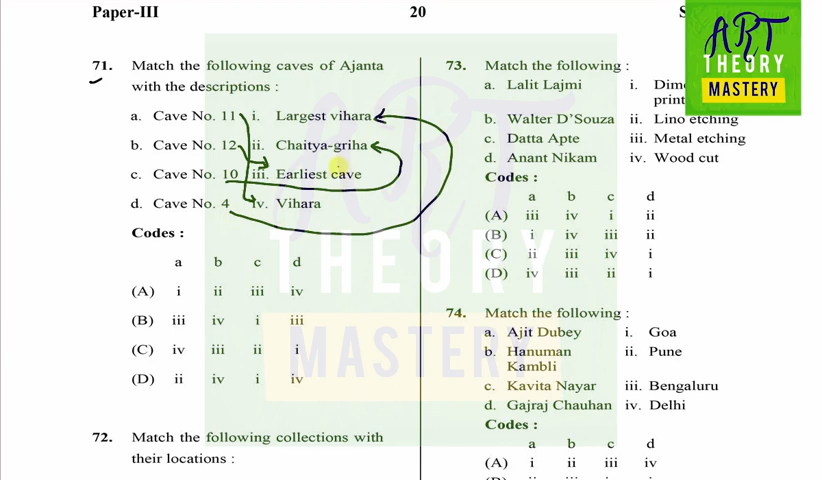 Paper-III
20
S
ART
THEORY
MASTERY
71. Match the following caves of Ajanta
with the descriptions :
a. Cave No. 11 i. Largest vihara
b. Cave No. 12 ii. Chaitya-griha
c. Cave No. 10 iii. Earliest cave
d. Cave No. 4 iv. Vihara
Codes :
a b c d
(A) i ii iii iv
(B) iii iv i iii
(C) iv iii ii i
(D) ii iv i iv
72. Match the following collections with
their locations :
73. Match the following :
a. Lalit Lajmi i. Dim
print
b. Walter D'Souza ii. Lino etching
c. Datta Apte iii. Metal etching
d. Anant Nikam iv. Wood cut
Codes :
a b c d
(A) iii iv i ii
(B) i iv iii ii
(C) ii iii iv i
(D) iv iii ii i
74. Match the following :
a. Ajit Dubey i. Goa
b. Hanuman ii. Pune
Kambli
c. Kavita Nayar iii. Bengaluru
d. Gajraj Chauhan iv. Delhi
Codes :
a b c d
(A) i ii iii iv
ART
THEORY
MASTERY